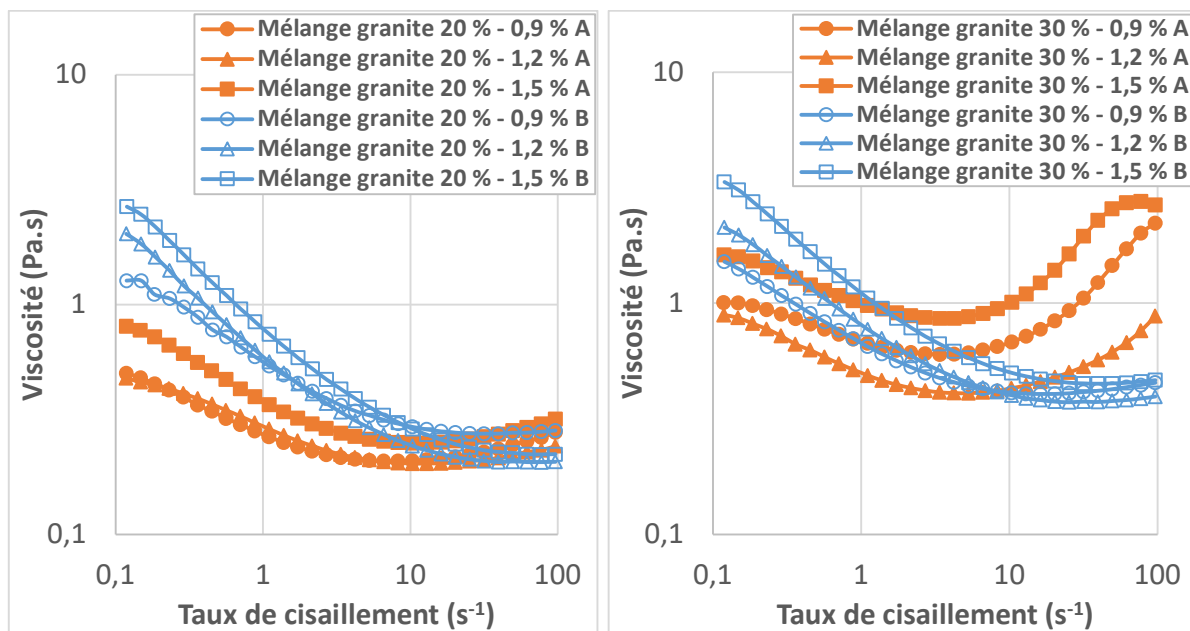 Mélange granite 20 % - 0,9 % A
Mélange granite 20 % - 1,2 % A
Mélange granite 20 % - 1,5 % A
Mélange granite 20 % - 0,9 % B
Mélange granite 20 % - 1,2 % B
Mélange granite 20 % - 1,5 % B
Viscosité (Pa.s)
10
1
0,1
0,1 1 10 100
Taux de cisaillement (s⁻¹)
Mélange granite 30 % - 0,9 % A
Mélange granite 30 % - 1,2 % A
Mélange granite 30 % - 1,5 % A
Mélange granite 30 % - 0,9 % B
Mélange granite 30 % - 1,2 % B
Mélange granite 30 % - 1,5 % B
Viscosité (Pa.s)
10
1
0,1
0,1 1 10 100
Taux de cisaillement (s⁻¹)